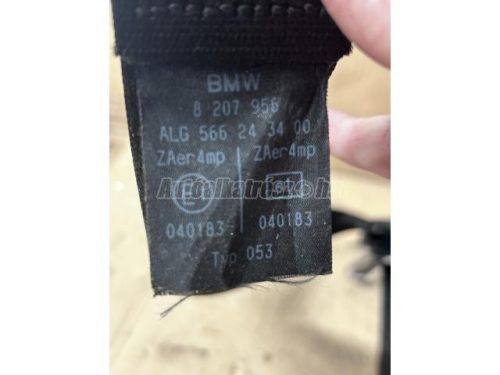 BMW
8 207 956
ALG 566 24 34 00
ZAer4mp ZAer4mp
E
040183 040183
Typ 053